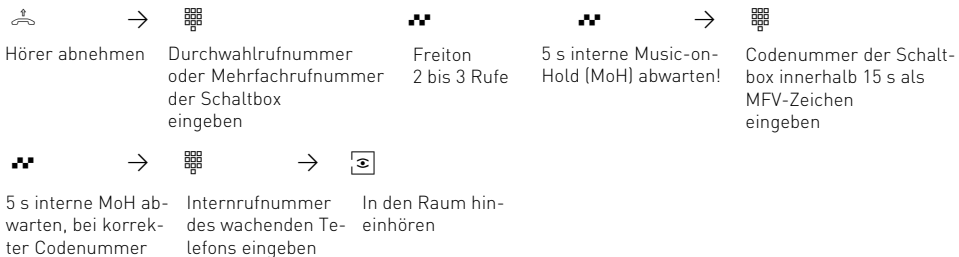 Hörer abnehmen
Durchwahlrufnummer
oder Mehrfachrufnummer
der Schaltbox
eingeben
Freiton
2 bis 3 Rufe
5 s interne Music-on-
Hold (MoH) abwarten!
Codenummer der Schalt-
box innerhalb 15 s als
MFV-Zeichen
eingeben
5 s interne MoH ab-
warten, bei korrek-
ter Codenummer
Internrufnummer
des wachenden Te-
lefons eingeben
In den Raum hin-
einhören